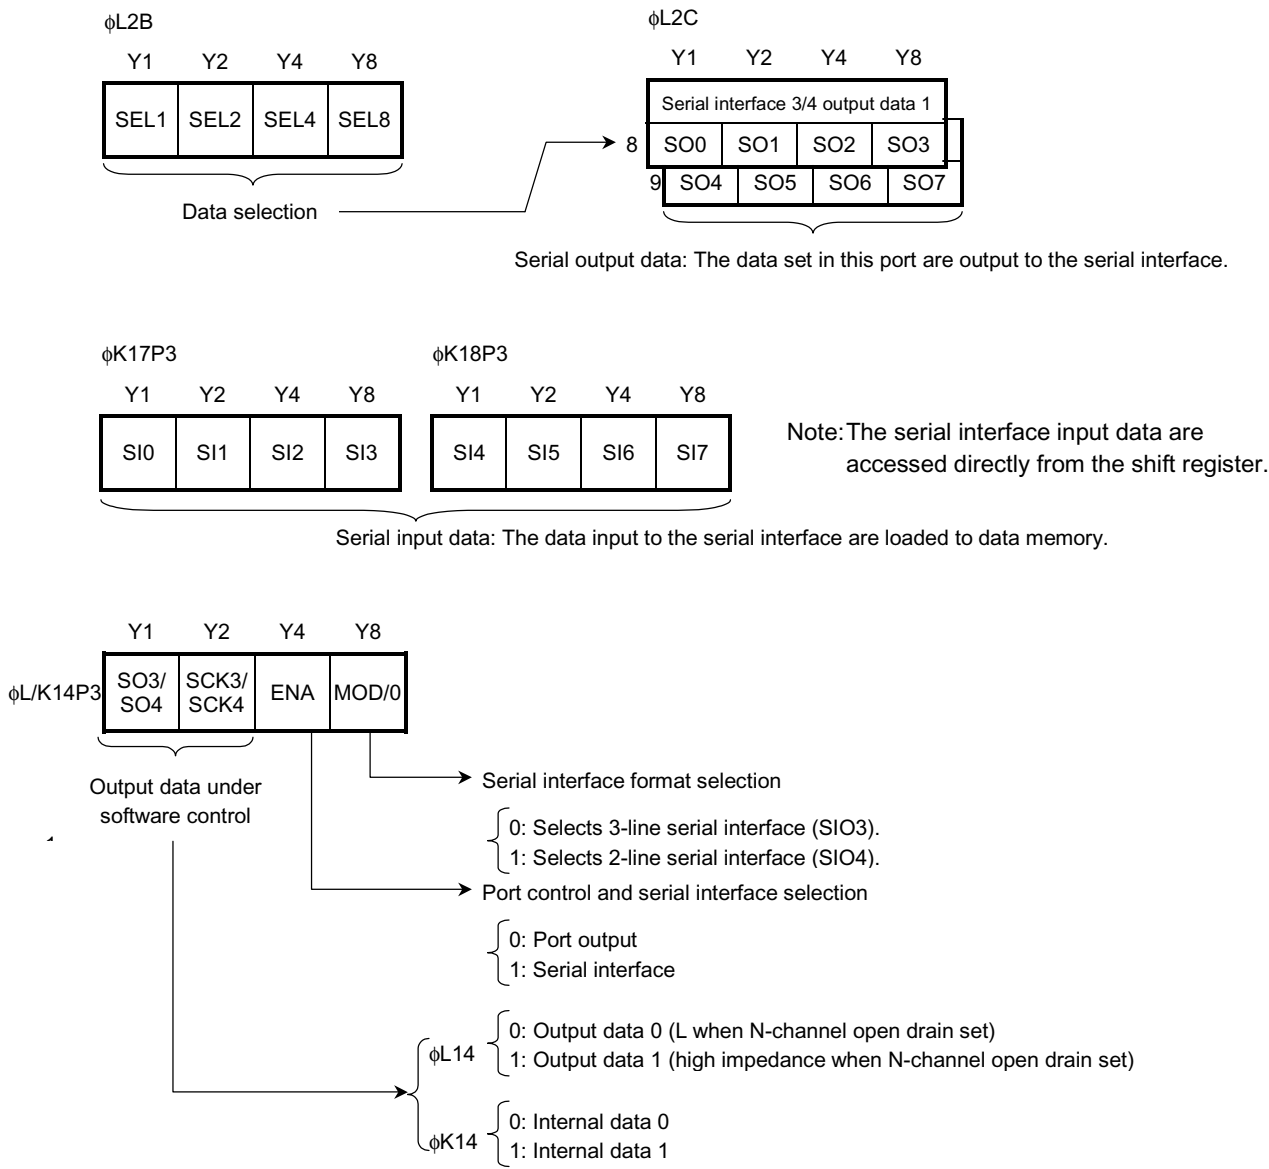 ϕL2B
Y1 Y2 Y4 Y8
SEL1 SEL2 SEL4 SEL8
Data selection
ϕL2C
Y1 Y2 Y4 Y8
Serial interface 3/4 output data 1
8 SO0 SO1 SO2 SO3
9 SO4 SO5 SO6 SO7
Serial output data: The data set in this port are output to the serial interface.
ϕK17P3
Y1 Y2 Y4 Y8
SI0 SI1 SI2 SI3
ϕK18P3
Y1 Y2 Y4 Y8
SI4 SI5 SI6 SI7
Note:The serial interface input data are
accessed directly from the shift register.
Serial input data: The data input to the serial interface are loaded to data memory.
Y1 Y2 Y4 Y8
ϕL/K14P3
SO3/
SO4
SCK3/
SCK4
ENA
MOD/0
Output data under
software control
Serial interface format selection
0: Selects 3-line serial interface (SIO3).
1: Selects 2-line serial interface (SIO4).
Port control and serial interface selection
0: Port output
1: Serial interface
ϕL14
0: Output data 0 (L when N-channel open drain set)
1: Output data 1 (high impedance when N-channel open drain set)
ϕK14
0: Internal data 0
1: Internal data 1